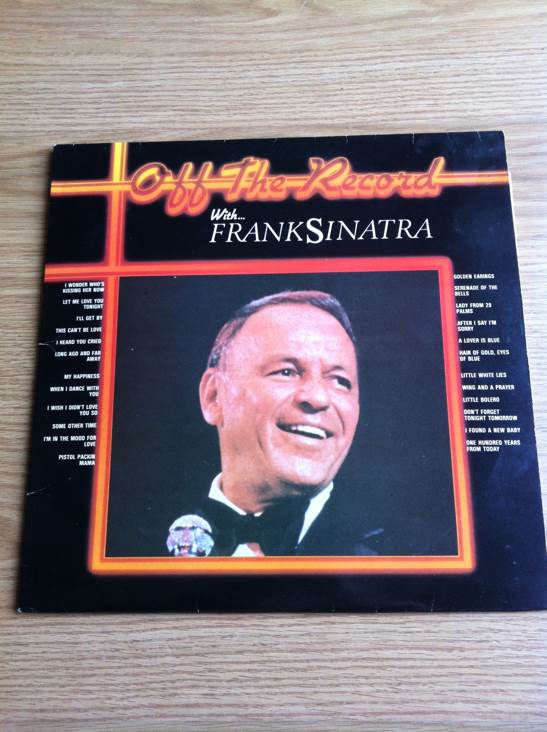 Off The Record
With...
FRANK SINATRA
I WONDER WHO'S
KISSING HER NOW
LET ME LOVE YOU
TONIGHT
I'LL GET BY
THIS CAN'T BE LOVE
I HEARD YOU CRIED
LONG AGO AND FAR
AWAY
MY HAPPINESS
WHEN I DANCE WITH
YOU
I WISH I DIDN'T LOVE
YOU SO
SOME OTHER TIME
I'M IN THE MOOD FOR
LOVE
PISTOL PACKIN
MAMA
GOLDEN EARINGS
SERENADE OF THE
BELLS
LADY FROM 29
PALMS
AFTER I SAY I'M
SORRY
A LOVER IS BLUE
HAIR OF GOLD, EYES
OF BLUE
LITTLE WHITE LIES
WING AND A PRAYER
LITTLE BOLERO
DON'T FORGET
TONIGHT TOMORROW
I FOUND A NEW BABY
ONE HUNDRED YEARS
FROM TODAY